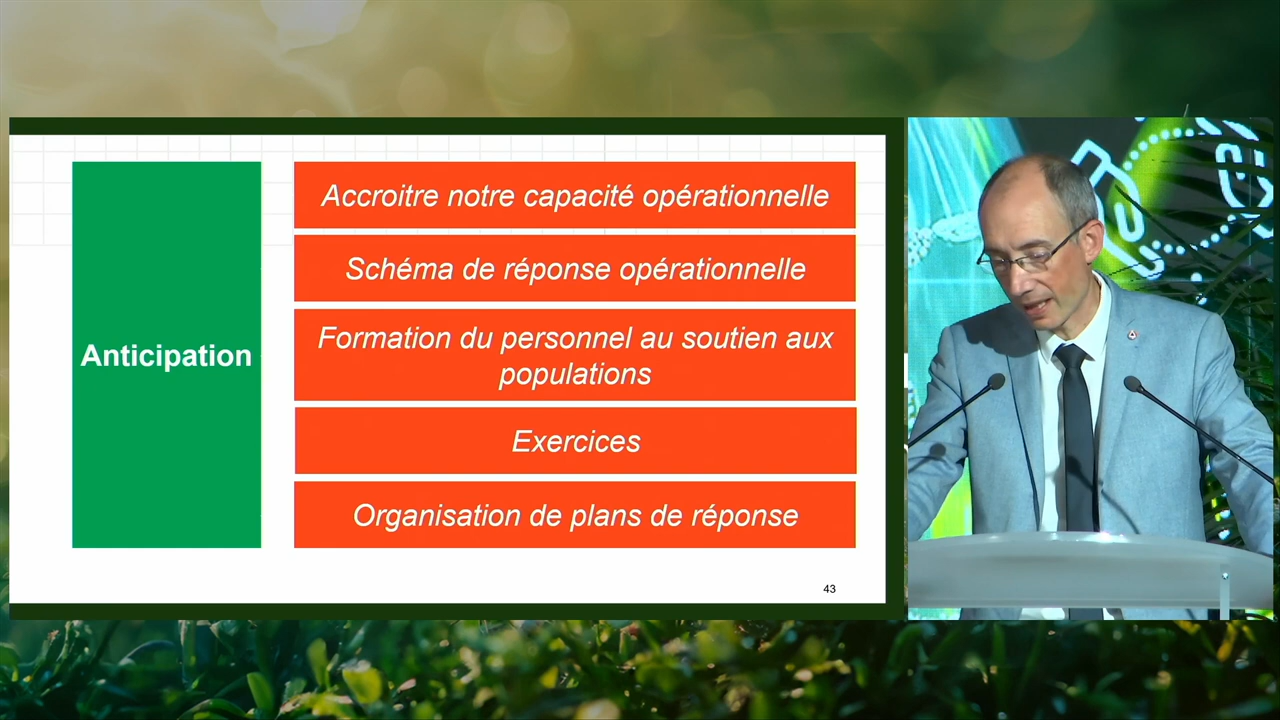 Anticipation
Accroitre notre capacité opérationnelle
Schéma de réponse opérationnelle
Formation du personnel au soutien aux
populations
Exercices
Organisation de plans de réponse
43